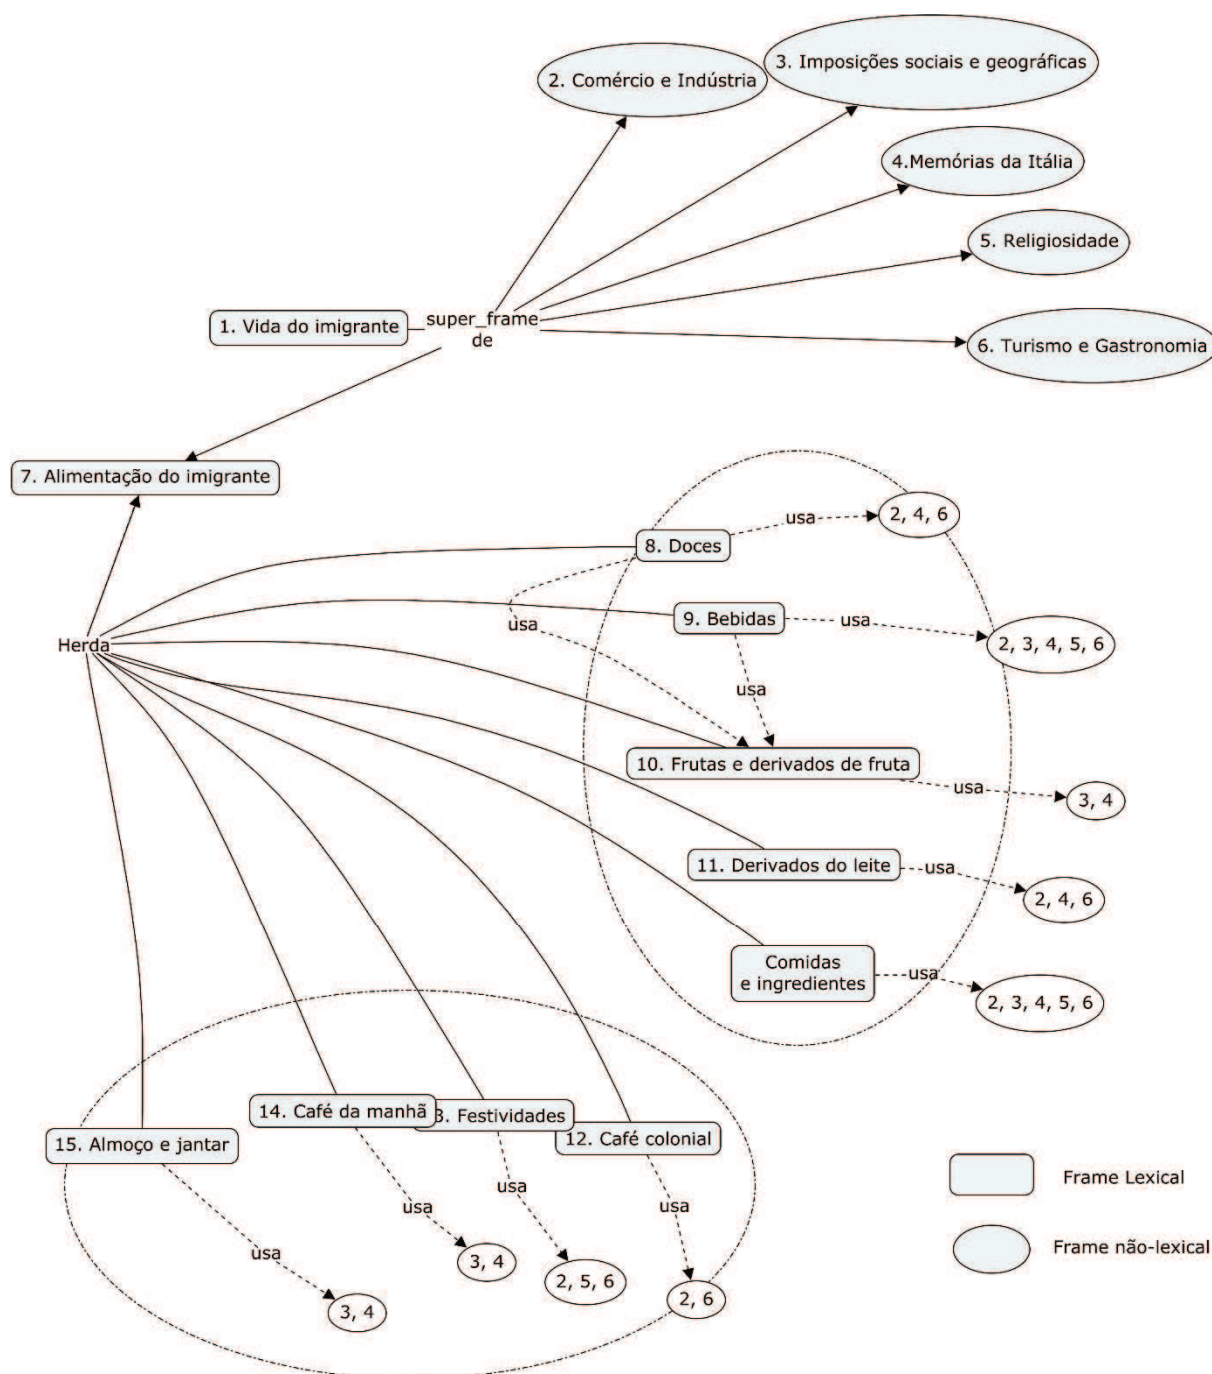 2. Comércio e Indústria
3. Imposições sociais e geográficas
4.Memórias da Itália
5. Religiosidade
1. Vida do imigrante
super_frame
de
6. Turismo e Gastronomia
7. Alimentação do imigrante
2, 4, 6
usa
8. Doces
9. Bebidas
usa
usa
Herda
2, 3, 4, 5, 6
usa
10. Frutas e derivados de fruta
usa
3, 4
11. Derivados do leite
usa
2, 4, 6
Comidas
e ingredientes
usa
2, 3, 4, 5, 6
14. Café da manhã
3. Festividades
12. Café colonial
15. Almoço e jantar
Frame Lexical
usa
usa
usa
usa
Frame não-lexical
3, 4
2, 5, 6
2, 6
3, 4